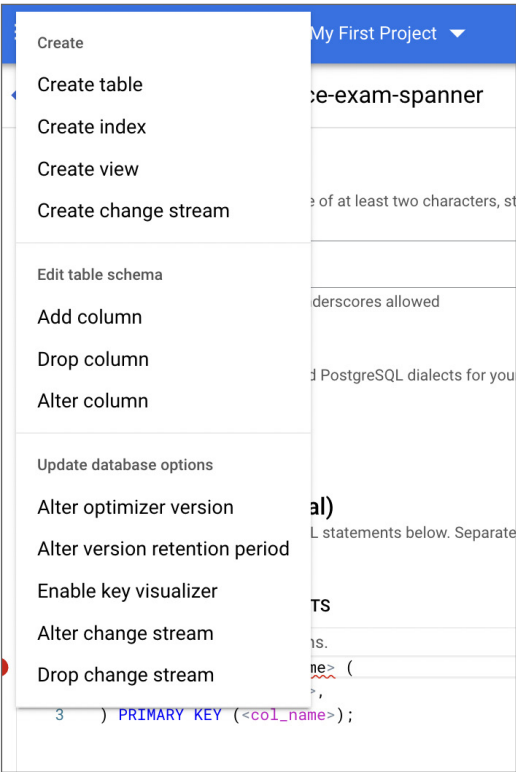 My First Project
Create
Create table
ce-exam-spanner
Create index
Create view
Create change stream
e of at least two characters, st
Edit table schema
derscores allowed
Add column
Drop column
d PostgreSQL dialects for you
Alter column
Update database options
Alter optimizer version
al)
L statements below. Separate
Alter version retention period
Enable key visualizer
TS
Alter change stream
ns.
me> (
Drop change stream
>,
3 ) PRIMARY KEY (<col_name>);